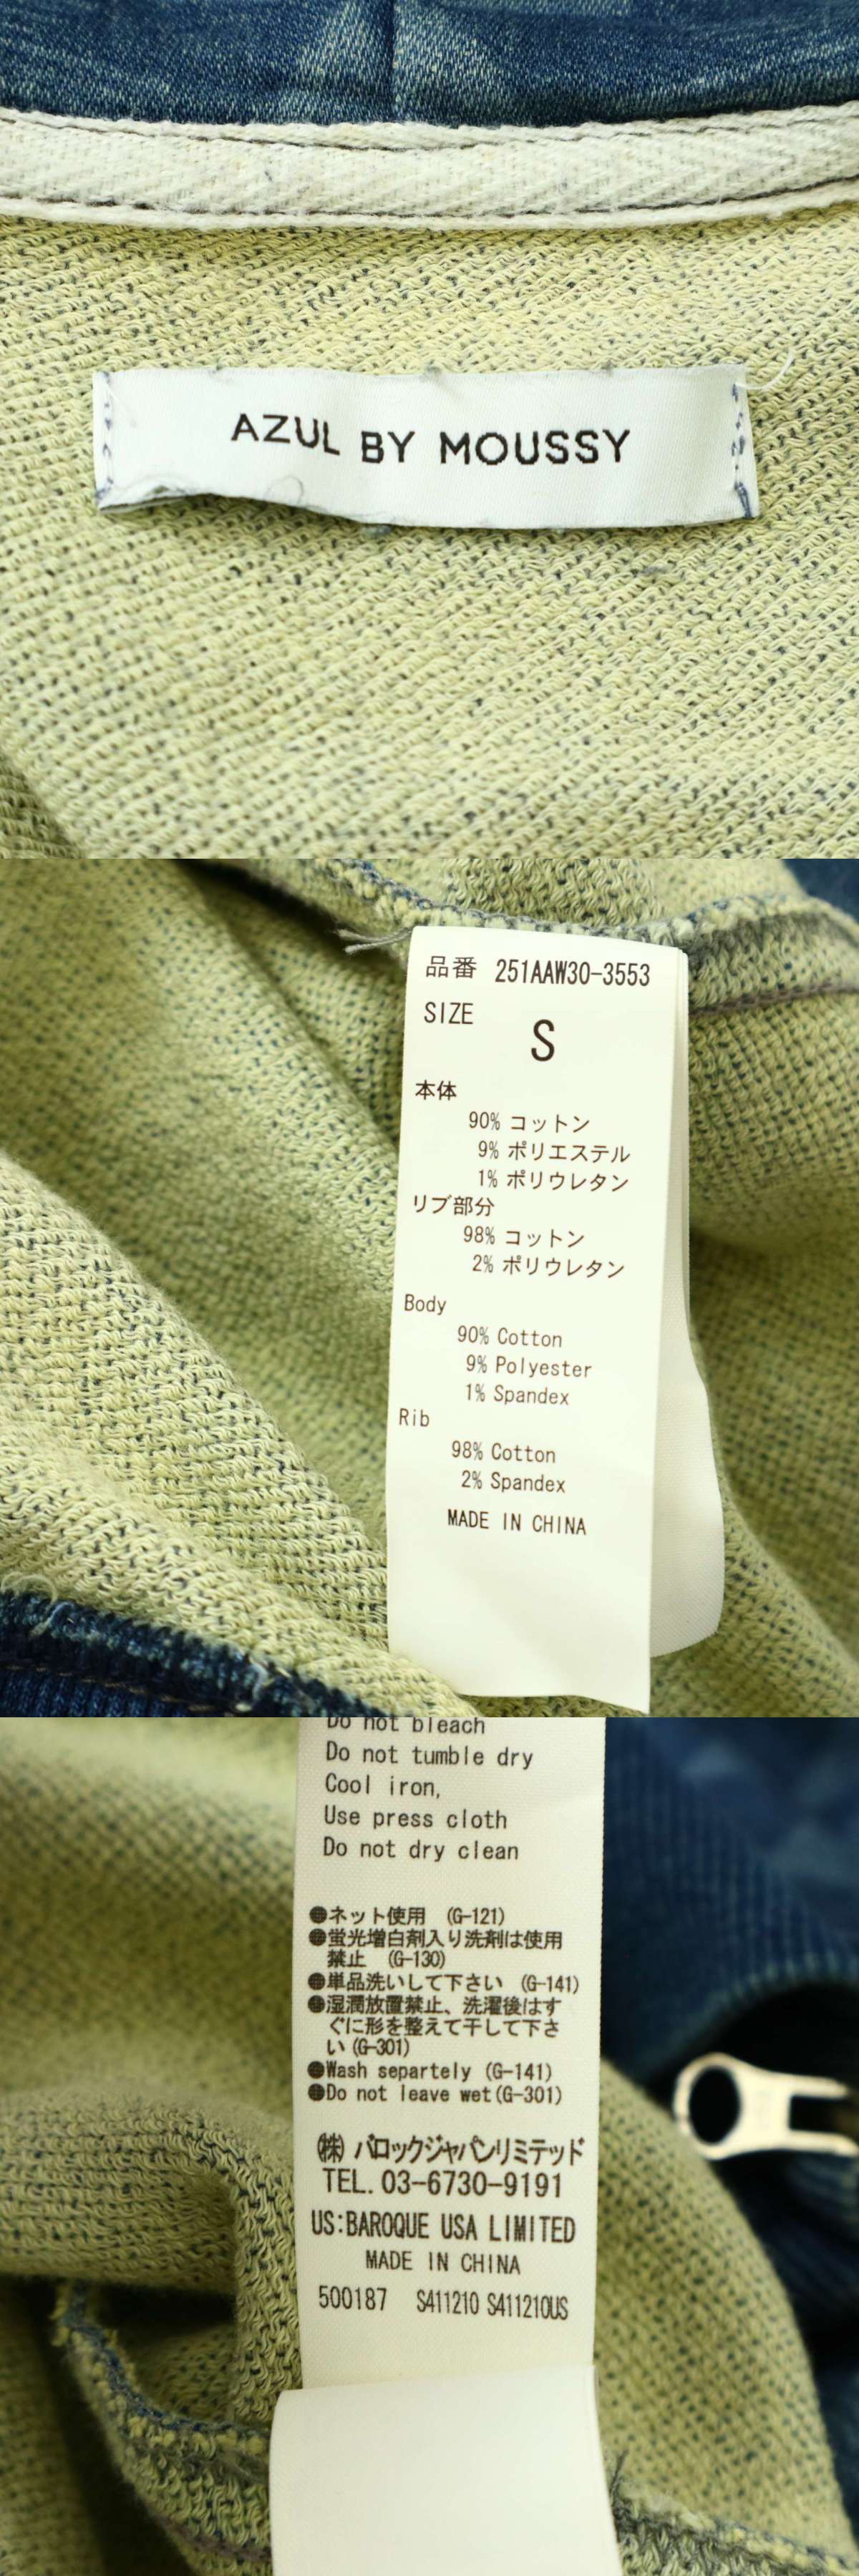 AZUL BY MOUSSY
品番 251AAW30-3553
SIZE
S
本体
90% コットン
9% ポリエステル
1% ポリウレタン
リブ部分
98% コットン
2% ポリウレタン
Body
90% Cotton
9% Polyester
1% Spandex
Rib
98% Cotton
2% Spandex
MADE IN CHINA
Do not bleach
Do not tumble dry
Cool iron,
Use press cloth
Do not dry clean
●ネット使用 (G-121)
●蛍光増白剤入り洗剤は使用
禁止 (G-130)
●単品洗いして下さい (G-141)
●湿潤放置禁止、洗濯後はす
ぐに形を整えて干して下さ
い(G-301)
●Wash separtely (G-141)
●Do not leave wet(G-301)
㈱ バロックジャパンリミテッド
TEL. 03-6730-9191
US:BAROQUE USA LIMITED
MADE IN CHINA
500187 S411210 S411210US